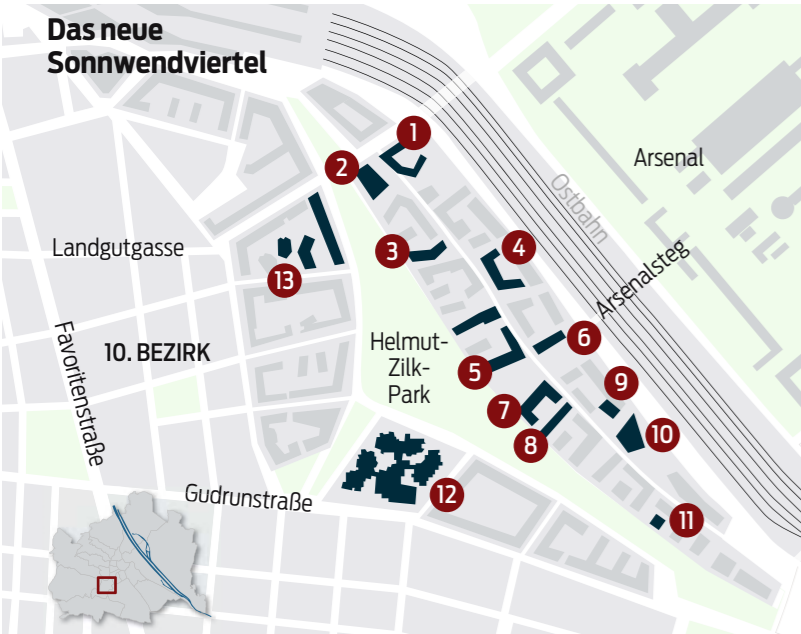 Das neue
Sonnwendviertel
1
2
Arsenal
Ostbahn
Landgutgasse
3
4
13
Arsenalsteg
Favoritenstraße
10. BEZIRK
Helmut-
Zilk-
Park
6
5
9
7
10
8
Gudrunstraße
12
11